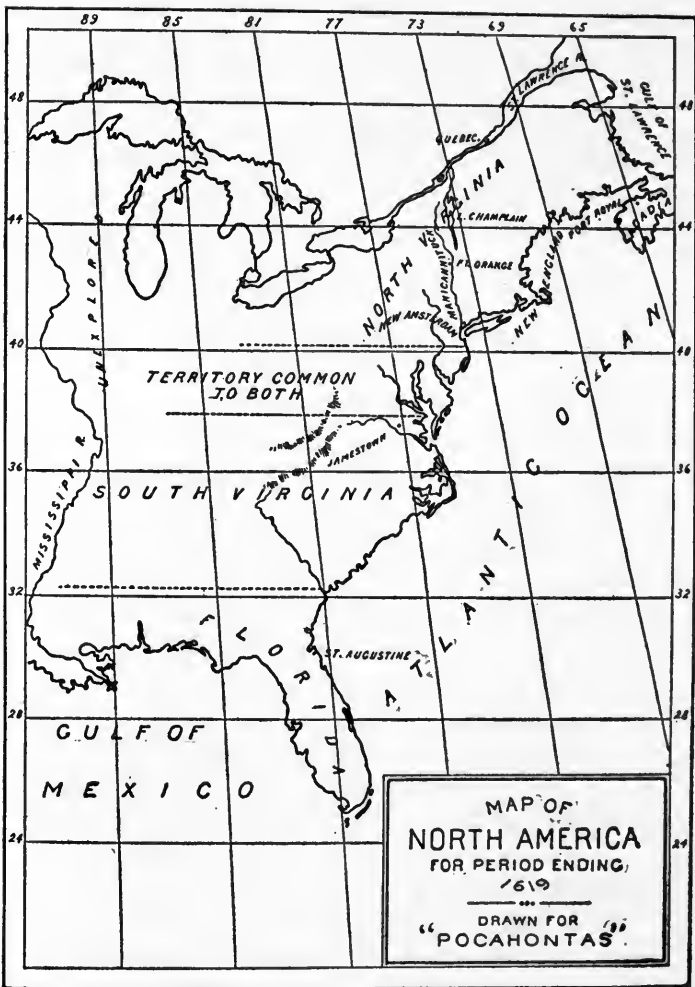 89 85 81 77 73 69 65
48
44
40
36
32
28
24
24
ST. LAWRENCE R.
GULF OF
ST. LAWRENCE
QUEBEC.
NORTH VIRGINIA
L. CHAMPLAIN
FT. ORANGE
NEW ENGLAND
PORT ROYAL
NEW AMSTERDAM
UNEXPLORED
TERRITORY COMMON
TO BOTH
JAMESTOWN
SOUTH VIRGINIA
MISSISSIPPI R.
ATLANTIC OCEAN
FLORIDA
ST. AUGUSTINE
GULF OF
MEXICO
MAP OF
NORTH AMERICA
FOR PERIOD ENDING
1619
DRAWN FOR
"POCAHONTAS".